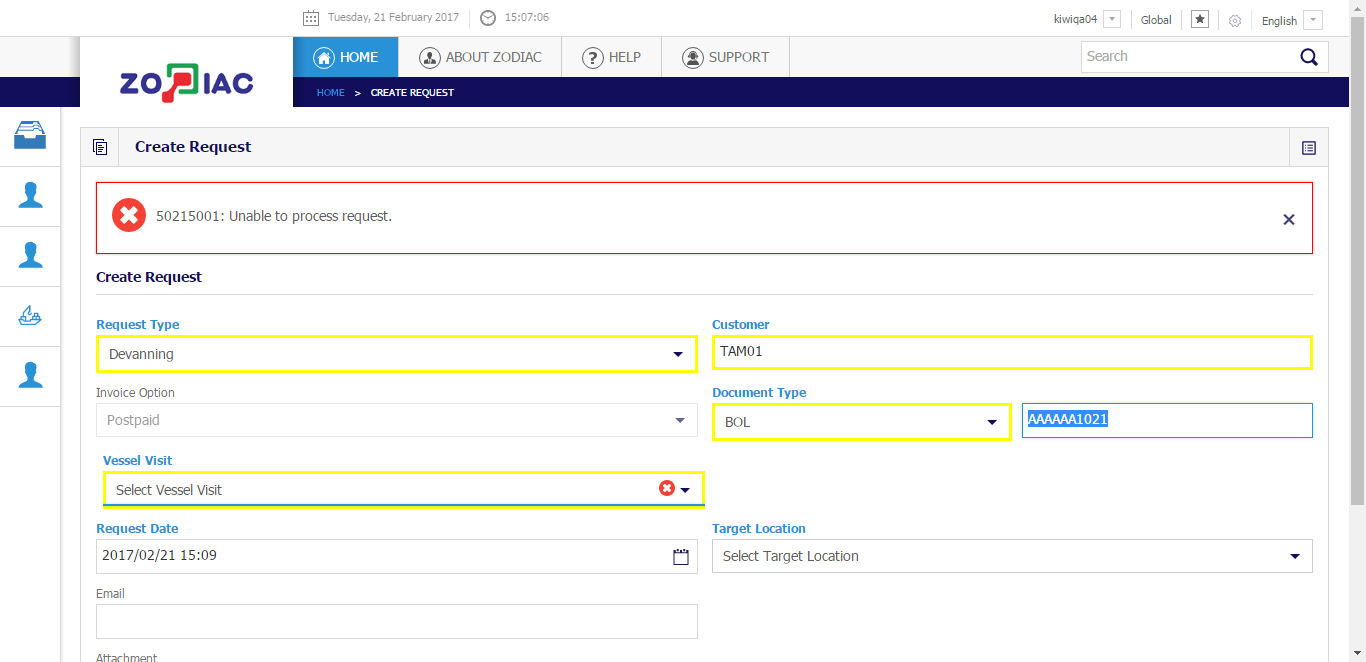 Tuesday, 21 February 2017 15:07:06 kiwiqa04 Global English
ZODIAC
HOME ABOUT ZODIAC HELP SUPPORT Search
HOME > CREATE REQUEST
Create Request
50215001: Unable to process request.
Create Request
Request Type Customer
Devanning TAM01
Invoice Option Document Type
Postpaid BOL AAAAAA1021
Vessel Visit
Select Vessel Visit
Request Date Target Location
2017/02/21 15:09 Select Target Location
Email
Attachment